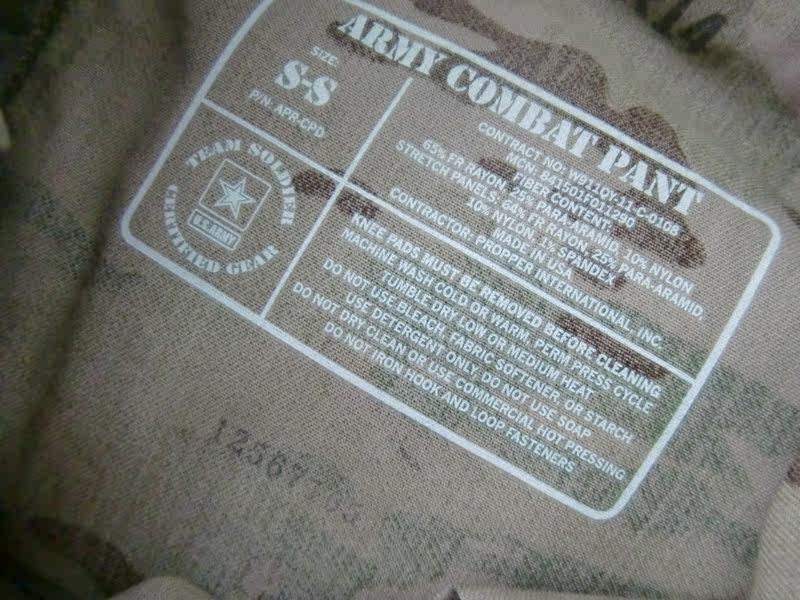 ARMY COMBAT PANT
SIZE:
S-S
P/N: APR-CPD
CONTRACT NO. W911QY-11-C-0108
MCN. 841501F011290
FIBER CONTENT:
65% FR RAYON, 25% PARA-ARAMID, 10% NYLON
STRETCH PANELS: 64% FR RAYON, 25% PARA-ARAMID,
10% NYLON, 1% SPANDEX
MADE IN USA
CONTRACTOR: PROPPER INTERNATIONAL, INC.
TEAM SOLDIER
U.S. ARMY
CERTIFIED GEAR
KNEE PADS MUST BE REMOVED BEFORE CLEANING
MACHINE WASH COLD OR WARM, PERM PRESS CYCLE
TUMBLE DRY LOW OR MEDIUM HEAT
DO NOT USE BLEACH, FABRIC SOFTENER, OR STARCH
USE DETERGENT ONLY, DO NOT USE SOAP
DO NOT DRY CLEAN OR USE COMMERCIAL HOT PRESSING
DO NOT IRON HOOK AND LOOP FASTENERS